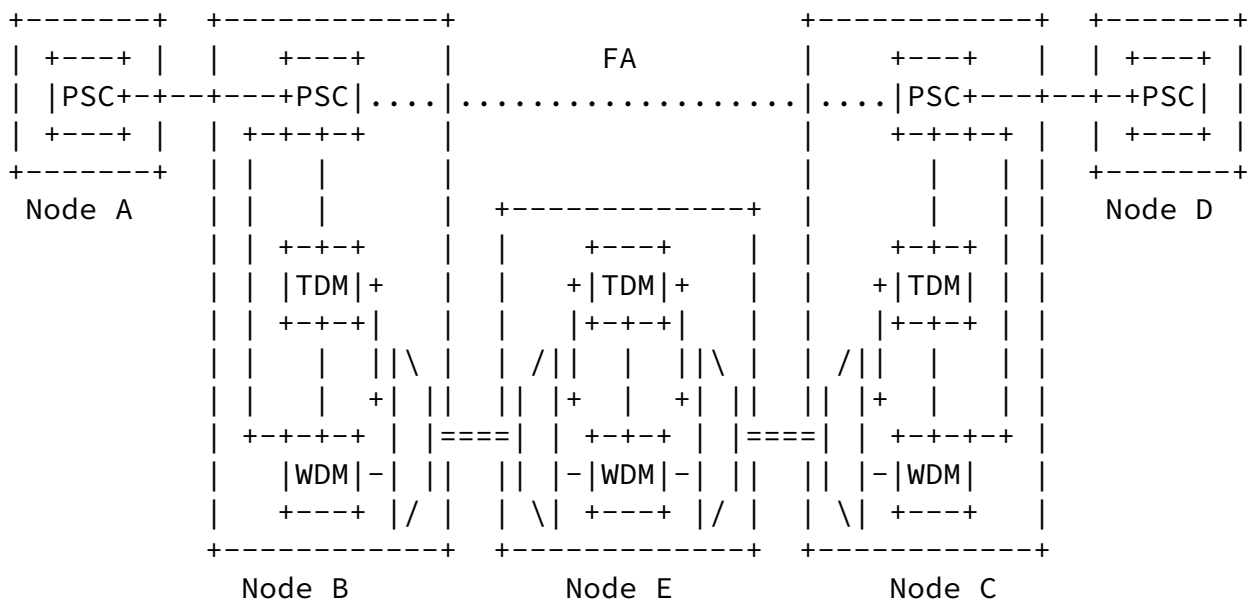 FA
PSC PSC PSC PSC
Node A Node D
TDM TDM TDM
WDM WDM WDM
Node B Node E Node C